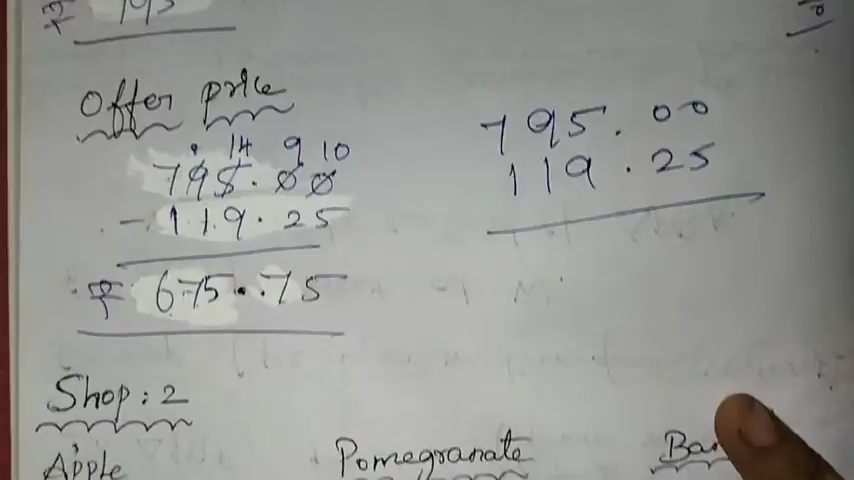 Offer price
14 9 10
795.00
- 119.25
₹ 675.75
795.00
119.25
Shop: 2
Apple Pomegranate